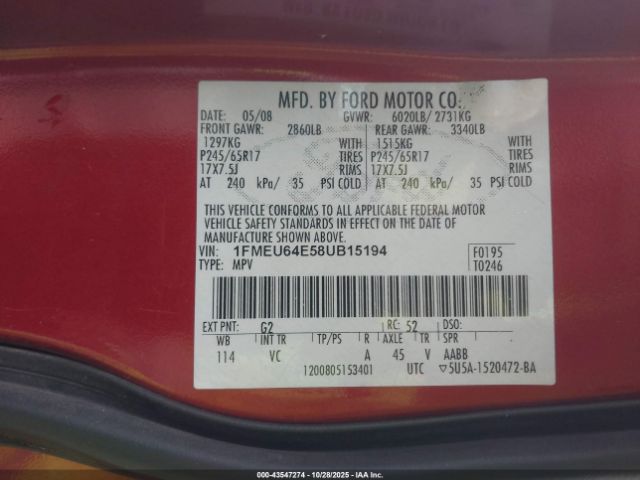 MFD. BY FORD MOTOR CO.
DATE: 05/08 GVWR: 6020LB/ 2731KG
FRONT GAWR: 2860LB REAR GAWR: 3340LB
1297KG WITH 1515KG WITH
P245/65R17 TIRES P245/65R17 TIRES
17X7.5J RIMS 17X7.5J RIMS
AT 240 kPa/ 35 PSI COLD AT 240 kPa/ 35 PSI COLD
THIS VEHICLE CONFORMS TO ALL APPLICABLE FEDERAL MOTOR
VEHICLE SAFETY STANDARDS IN EFFECT ON THE DATE OF
MANUFACTURE SHOWN ABOVE.
VIN: 1FMEU64E58UB15194 F0195
TYPE: MPV T0246
EXT PNT: G2 RC: 52 DSO:
WB INT TR TP/PS R AXLE TR SPR
114 VC A 45 V AABB
1200805153401 UTC ▽5U5A-1520472-BA
00-43547274 - 10/28/2025 - IAAI.CA